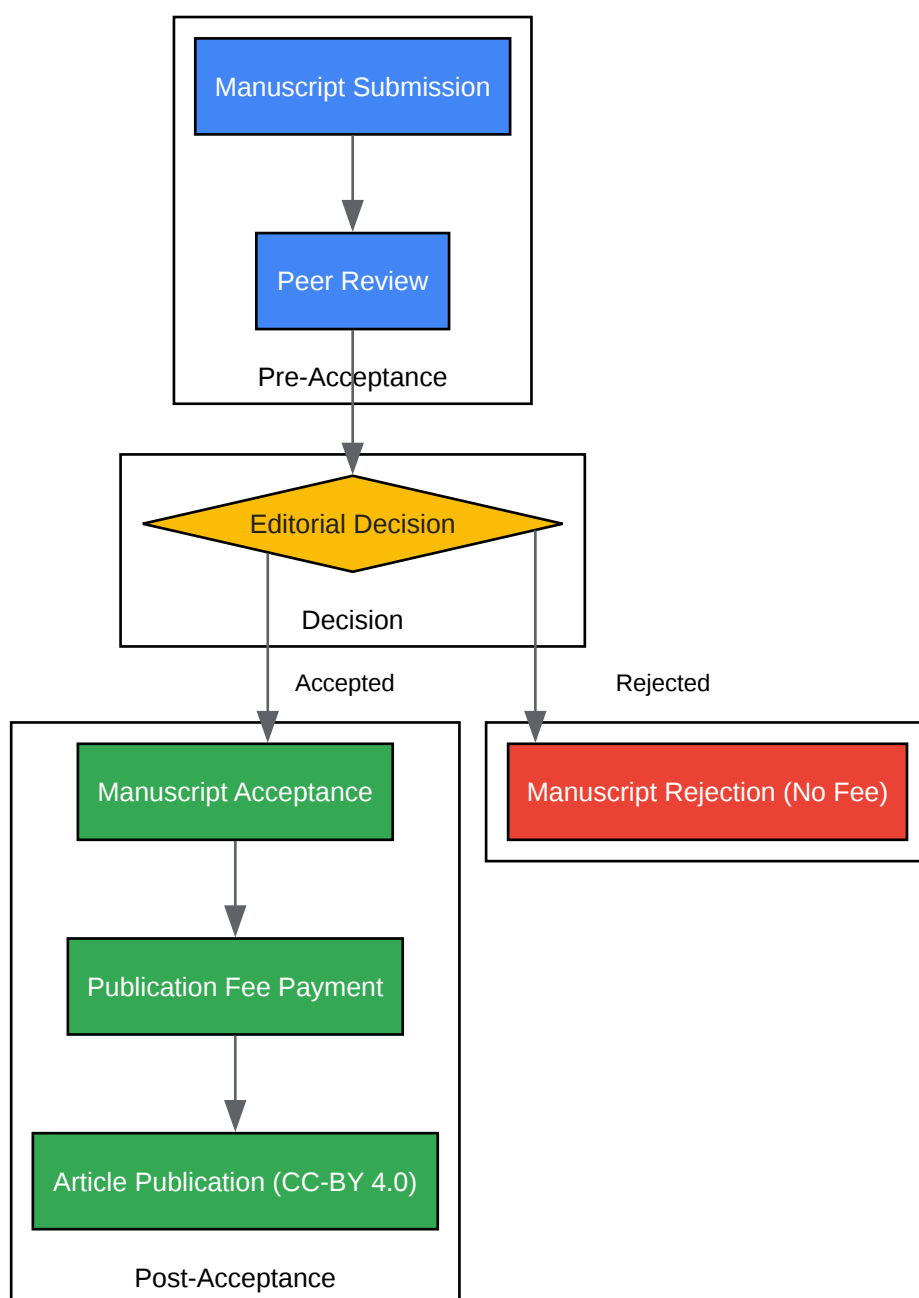 Manuscript Submission
Peer Review
Pre-Acceptance
Editorial Decision
Decision
Accepted
Rejected
Manuscript Acceptance
Manuscript Rejection (No Fee)
Publication Fee Payment
Article Publication (CC-BY 4.0)
Post-Acceptance